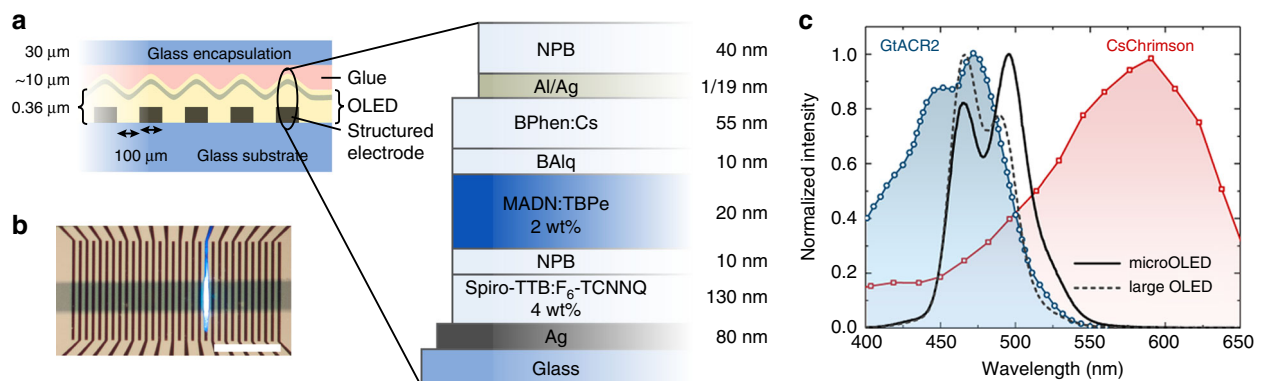 a
30 μm
Glass encapsulation
~10 μm
Glue
0.36 μm
OLED
Structured
electrode
100 μm
Glass substrate
NPB 40 nm
Al/Ag 1/19 nm
BPhen:Cs 55 nm
BAlq 10 nm
MADN:TBPe
2 wt% 20 nm
NPB 10 nm
Spiro-TTB:F6-TCNNQ
4 wt% 130 nm
Ag 80 nm
Glass
b
c
GtACR2
CsChrimson
Normalized intensity
1.0
0.8
0.6
0.4
0.2
0.0
microOLED
large OLED
400 450 500 550 600 650
Wavelength (nm)